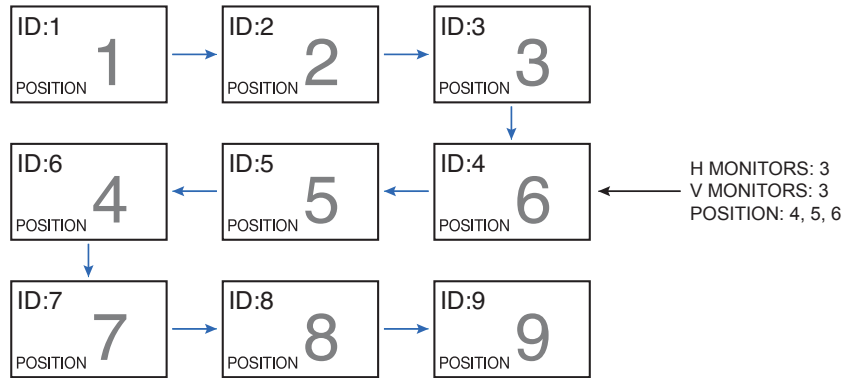 ID:1
1
POSITION
ID:2
2
POSITION
ID:3
3
POSITION
ID:6
4
POSITION
ID:5
5
POSITION
ID:4
6
POSITION
H MONITORS: 3
V MONITORS: 3
POSITION: 4, 5, 6
ID:7
7
POSITION
ID:8
8
POSITION
ID:9
9
POSITION